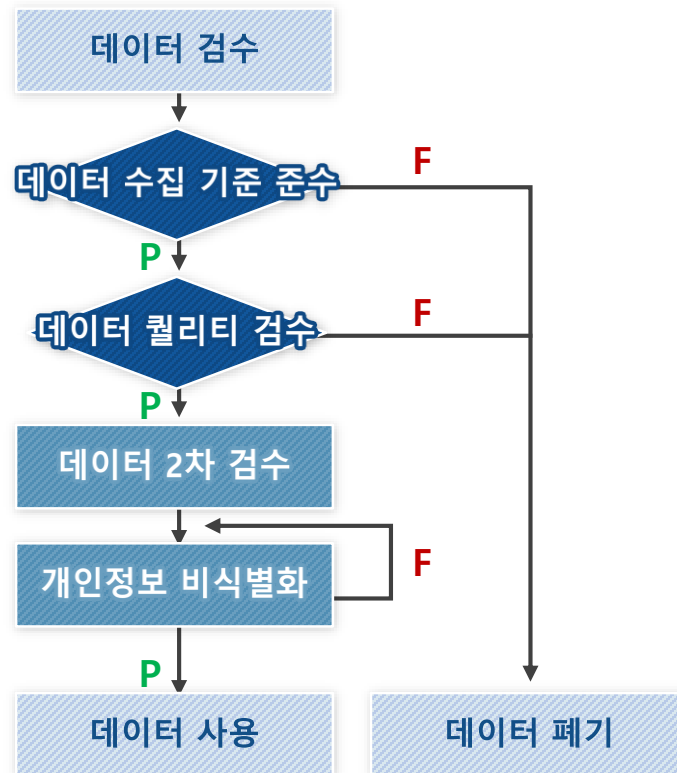 데이터 검수
데이터 수집 기준 준수
F
P
데이터 퀄리티 검수
F
P
데이터 2차 검수
개인정보 비식별화
F
P
데이터 사용
데이터 폐기